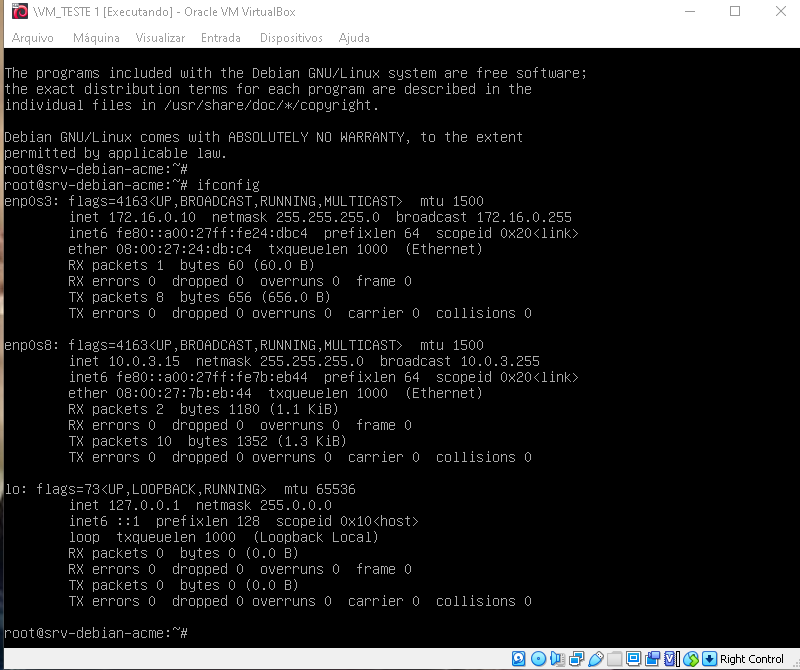 \VM_TESTE 1 [Executando] - Oracle VM VirtualBox
Arquivo Máquina Visualizar Entrada Dispositivos Ajuda
The programs included with the Debian GNU/Linux system are free software;
the exact distribution terms for each program are described in the
individual files in /usr/share/doc/*/copyright.
Debian GNU/Linux comes with ABSOLUTELY NO WARRANTY, to the extent
permitted by applicable law.
root@srv-debian-acme:~#
root@srv-debian-acme:~# ifconfig
enp0s3: flags=4163<UP,BROADCAST,RUNNING,MULTICAST>  mtu 1500
        inet 172.16.0.10  netmask 255.255.255.0  broadcast 172.16.0.255
        inet6 fe80::a00:27ff:fe24:dbc4  prefixlen 64  scopeid 0x20<link>
        ether 08:00:27:24:db:c4  txqueuelen 1000  (Ethernet)
        RX packets 1  bytes 60 (60.0 B)
        RX errors 0  dropped 0  overruns 0  frame 0
        TX packets 8  bytes 656 (656.0 B)
        TX errors 0  dropped 0 overruns 0  carrier 0  collisions 0
enp0s8: flags=4163<UP,BROADCAST,RUNNING,MULTICAST>  mtu 1500
        inet 10.0.3.15  netmask 255.255.255.0  broadcast 10.0.3.255
        inet6 fe80::a00:27ff:fe7b:eb44  prefixlen 64  scopeid 0x20<link>
        ether 08:00:27:7b:eb:44  txqueuelen 1000  (Ethernet)
        RX packets 2  bytes 1180 (1.1 KiB)
        RX errors 0  dropped 0  overruns 0  frame 0
        TX packets 10  bytes 1352 (1.3 KiB)
        TX errors 0  dropped 0 overruns 0  carrier 0  collisions 0
lo: flags=73<UP,LOOPBACK,RUNNING>  mtu 65536
        inet 127.0.0.1  netmask 255.0.0.0
        inet6 ::1  prefixlen 128  scopeid 0x10<host>
        loop  txqueuelen 1000  (Loopback Local)
        RX packets 0  bytes 0 (0.0 B)
        RX errors 0  dropped 0  overruns 0  frame 0
        TX packets 0  bytes 0 (0.0 B)
        TX errors 0  dropped 0 overruns 0  carrier 0  collisions 0
root@srv-debian-acme:~#
Right Control